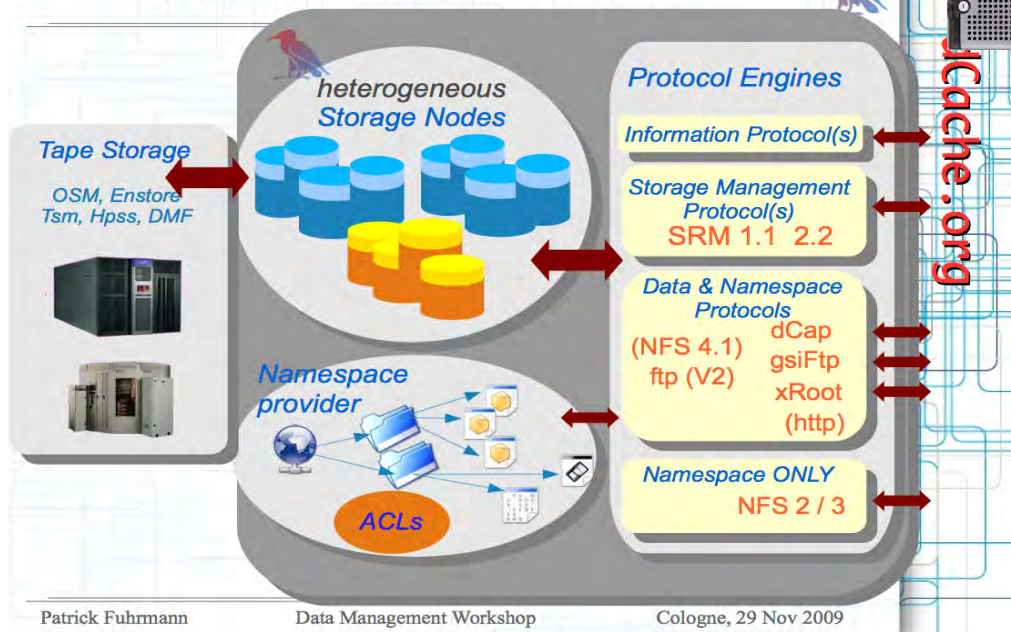 Tape Storage
OSM, Enstore
Tsm, Hpss, DMF
heterogeneous
Storage Nodes
Namespace
provider
ACLs
Protocol Engines
Information Protocol(s)
Storage Management
Protocol(s)
SRM 1.1 2.2
Data & Namespace
Protocols
(NFS 4.1)
ftp (V2)
dCap
gsiFtp
xRoot
(http)
Namespace ONLY
NFS 2 / 3
dCache.org
Patrick Fuhrmann
Data Management Workshop
Cologne, 29 Nov 2009